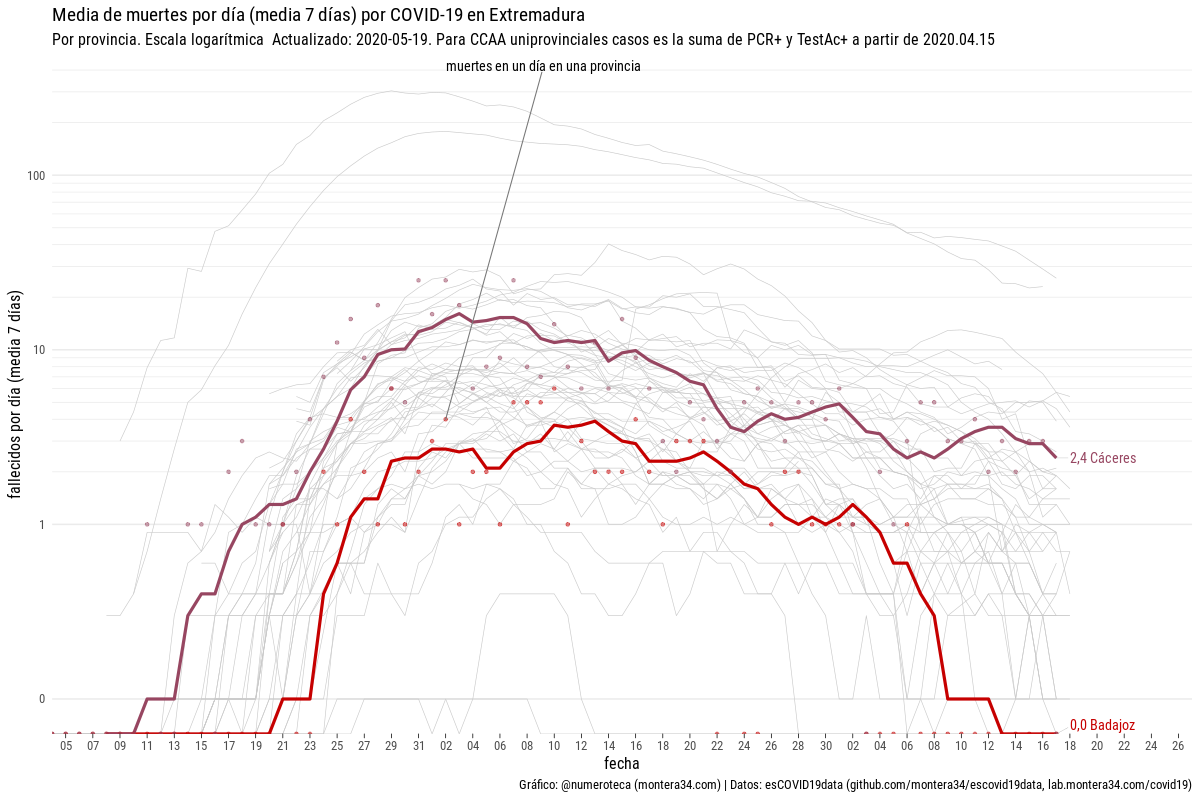 Media de muertes por día (media 7 días) por COVID-19 en Extremadura
Por provincia. Escala logarítmica  Actualizado: 2020-05-19. Para CCAA uniprovinciales casos es la suma de PCR+ y TestAc+ a partir de 2020.04.15
muertes en un día en una provincia
100
10
1
0
fallecidos por día (media  7 días)
2,4 Cáceres
0,0 Badajoz
05 07 09 11 13 15 17 19 21 23 25 27 29 31 02 04 06 08 10 12 14 16 18 20 22 24 26 28 30 02 04 06 08 10 12 14 16 18 20 22 24 26
fecha
Gráfico: @numeroteca (montera34.com) | Datos: esCOVID19data (github.com/montera34/escovid19data, lab.montera34.com/covid19)